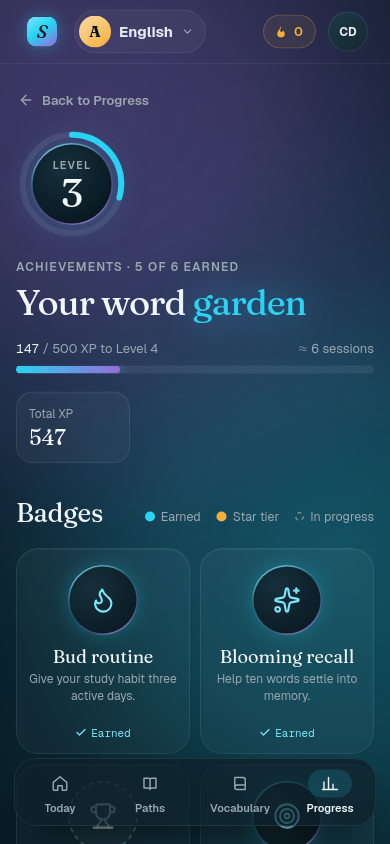 S
A English
0
CD
Back to Progress
LEVEL
3
ACHIEVEMENTS · 5 OF 6 EARNED
Your word garden
147 / 500 XP to Level 4
≈ 6 sessions
Total XP
547
Badges
Earned
Star tier
In progress
Bud routine
Give your study habit three
active days.
Earned
Blooming recall
Help ten words settle into
memory.
Earned
Today
Paths
Vocabulary
Progress